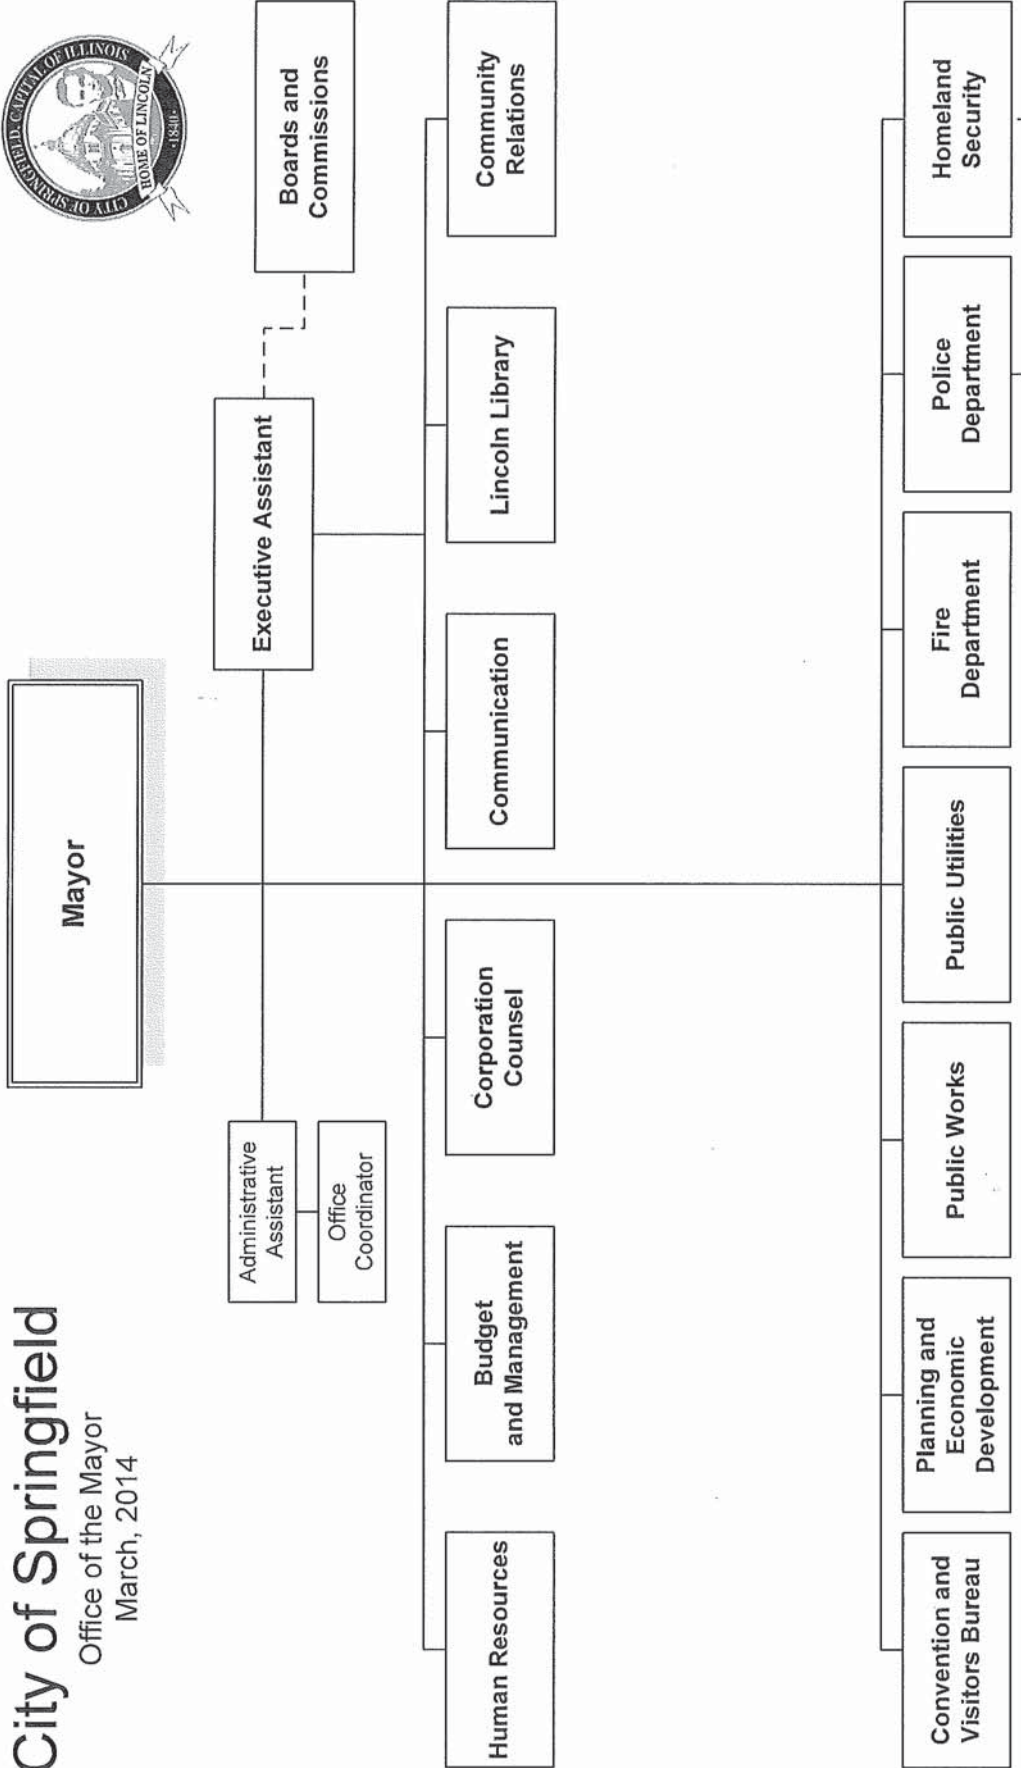 City of Springfield
Office of the Mayor
March, 2014
CITY OF SPRINGFIELD, CAPITAL OF ILLINOIS
HOME OF LINCOLN
·1840·
Mayor
Administrative
Assistant
Office
Coordinator
Executive Assistant
Boards and
Commissions
Human Resources
Budget
and Management
Corporation
Counsel
Communication
Lincoln Library
Community
Relations
Convention and
Visitors Bureau
Planning and
Economic
Development
Public Works
Public Utilities
Fire
Department
Police
Department
Homeland
Security